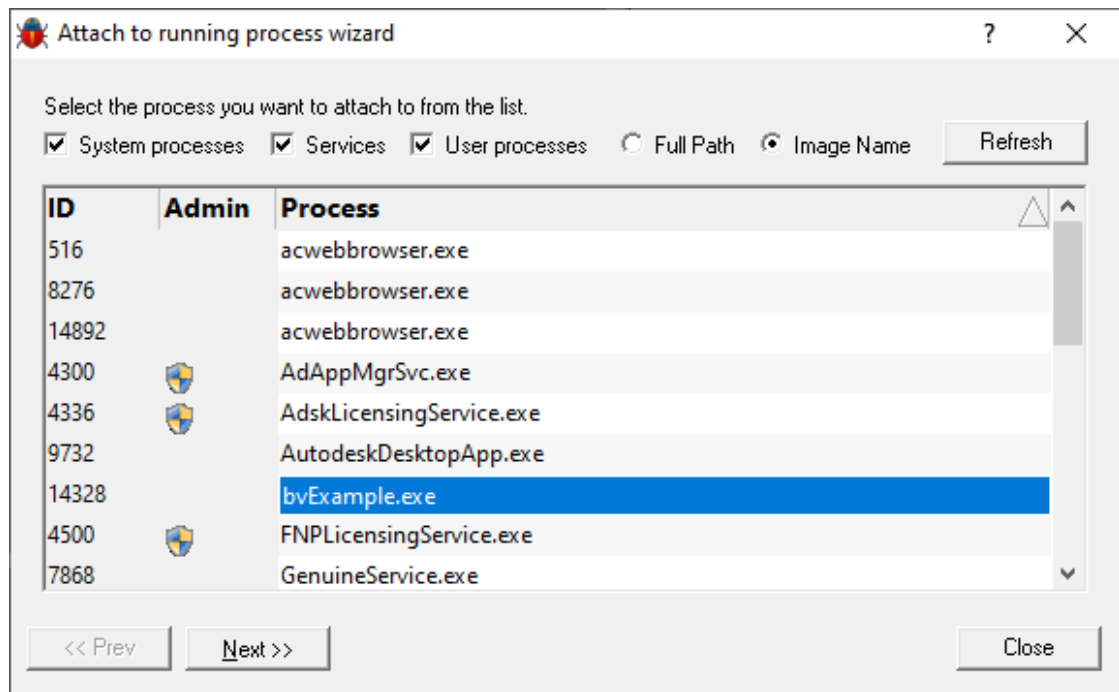 Attach to running process wizard ?
Select the process you want to attach to from the list.
System processes Services User processes Full Path Image Name Refresh
ID Admin Process
516 acwebbrowser.exe
8276 acwebbrowser.exe
14892 acwebbrowser.exe
4300 AdAppMgrSvc.exe
4336 AdskLicensingService.exe
9732 AutodeskDesktopApp.exe
14328 bvExample.exe
4500 FNPLicensingService.exe
7868 GenuineService.exe
<< Prev Next >> Close